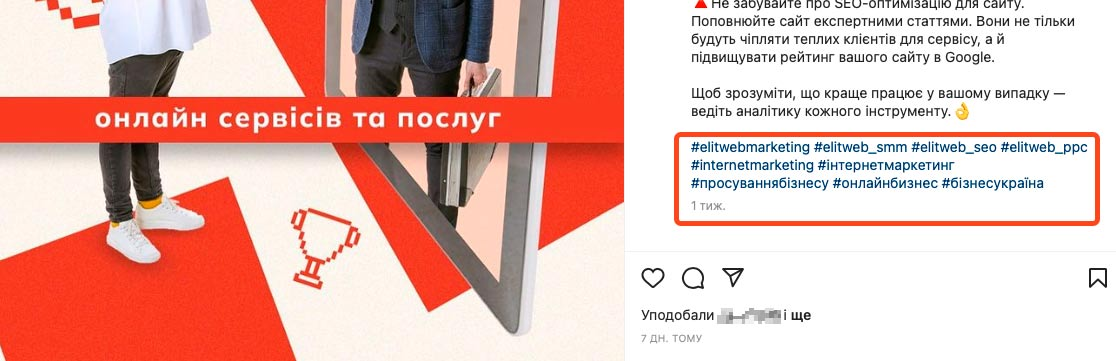 онлайн сервісів та послуг
🔺Не забувайте про SEO-оптимізацію для сайту.
Поповнюйте сайт експертними статтями. Вони не тільки
будуть чіпляти теплих клієнтів для сервісу, а й
підвищувати рейтинг вашого сайту в Google.
Щоб зрозуміти, що краще працює у вашому випадку —
ведіть аналітику кожного інструменту.👌
#elitwebmarketing #elitweb_smm #elitweb_seo #elitweb_ppc
#internetmarketing #інтернетмаркетинг
#просуваннябізнесу #онлайнбизнес #бізнесукраїна
1 тиж.
Уподобали і ще
7 ДН. ТОМУ